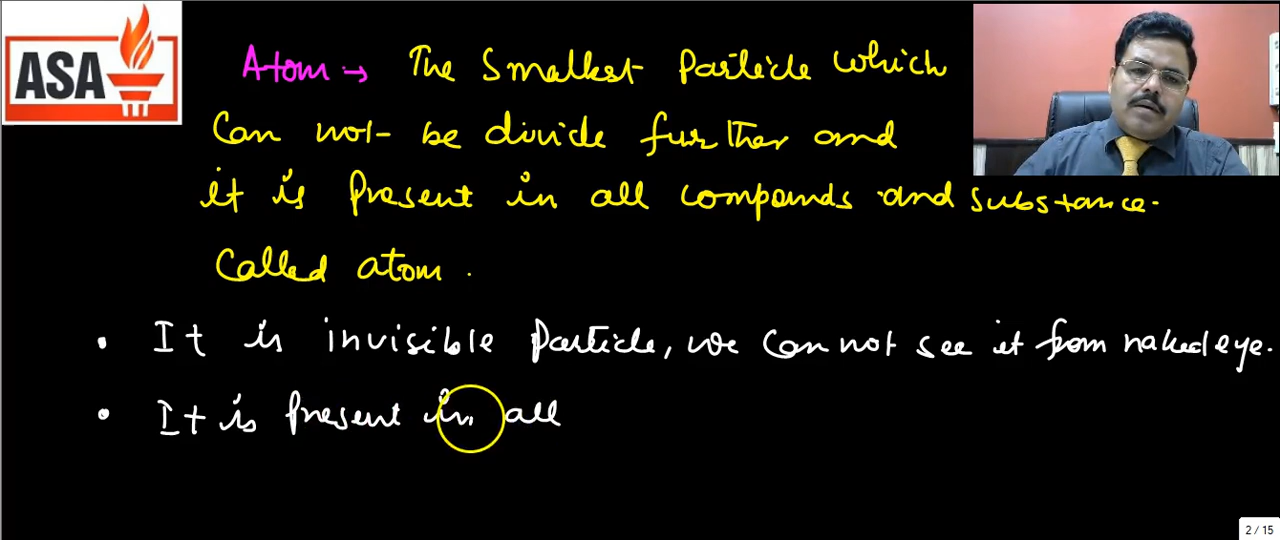 ASA
Atom → The Smallest Particle which
Can not be divide further and
it is Present in all compounds and substance.
Called atom.
• It is invisible Particle, we can not see it from naked eye.
• It is Present in all
2 / 15